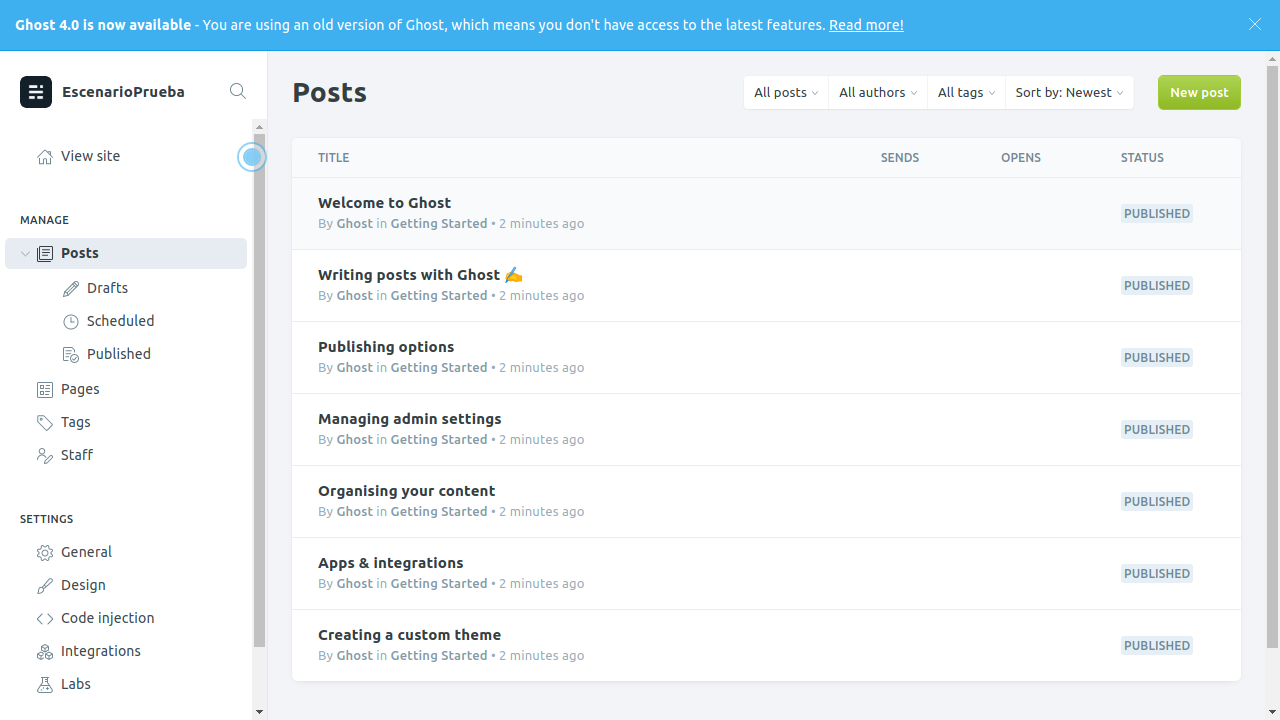 Ghost 4.0 is now available - You are using an old version of Ghost, which means you don't have access to the latest features. Read more!
EscenarioPrueba
View site
MANAGE
Posts
Drafts
Scheduled
Published
Pages
Tags
Staff
SETTINGS
General
Design
Code injection
Integrations
Labs
Posts
All posts
All authors
All tags
Sort by: Newest
New post
TITLE SENDS OPENS STATUS
Welcome to Ghost
By Ghost in Getting Started • 2 minutes ago
PUBLISHED
Writing posts with Ghost ✍️
By Ghost in Getting Started • 2 minutes ago
PUBLISHED
Publishing options
By Ghost in Getting Started • 2 minutes ago
PUBLISHED
Managing admin settings
By Ghost in Getting Started • 2 minutes ago
PUBLISHED
Organising your content
By Ghost in Getting Started • 2 minutes ago
PUBLISHED
Apps & integrations
By Ghost in Getting Started • 2 minutes ago
PUBLISHED
Creating a custom theme
By Ghost in Getting Started • 2 minutes ago
PUBLISHED